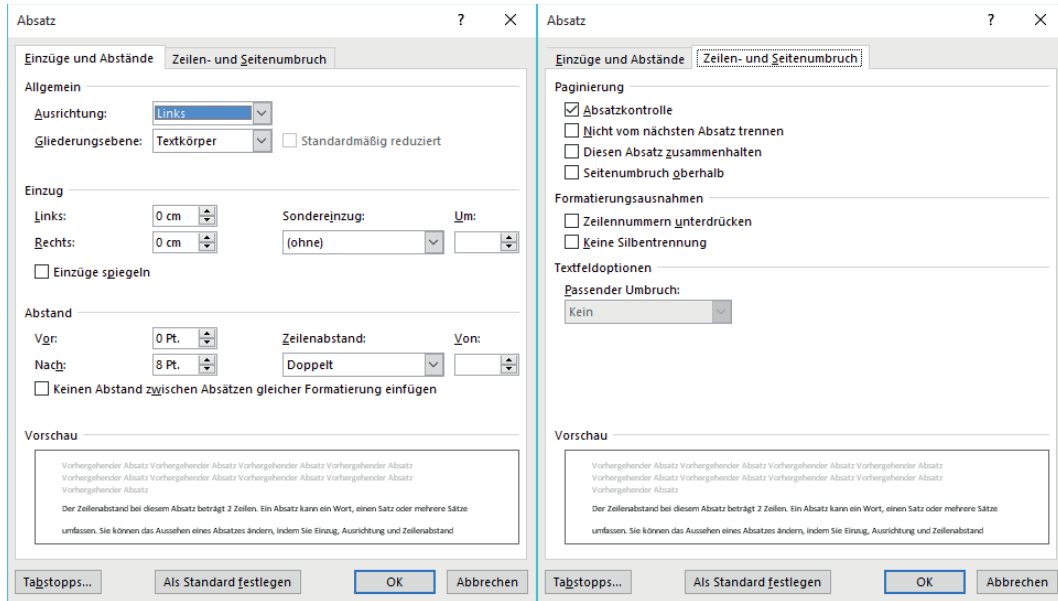 Absatz ?
Einzüge und Abstände Zeilen- und Seitenumbruch
Allgemein
Ausrichtung: Links
Gliederungsebene: Textkörper Standardmäßig reduziert
Einzug
Links: 0 cm Sondereinzug: Um:
Rechts: 0 cm (ohne)
Einzüge spiegeln
Abstand
Vor: 0 Pt. Zeilenabstand: Von:
Nach: 8 Pt. Doppelt
Keinen Abstand zwischen Absätzen gleicher Formatierung einfügen
Vorschau
Vorhergehender Absatz Vorhergehender Absatz Vorhergehender Absatz Vorhergehender Absatz
Vorhergehender Absatz Vorhergehender Absatz Vorhergehender Absatz Vorhergehender Absatz
Vorhergehender Absatz
Der Zeilenabstand bei diesem Absatz beträgt 2 Zeilen. Ein Absatz kann ein Wort, einen Satz oder mehrere Sätze
umfassen. Sie können das Aussehen eines Absatzes ändern, indem Sie Einzug, Ausrichtung und Zeilenabstand
Tabstopps... Als Standard festlegen OK Abbrechen
Absatz ?
Einzüge und Abstände Zeilen- und Seitenumbruch
Paginierung
Absatzkontrolle
Nicht vom nächsten Absatz trennen
Diesen Absatz zusammenhalten
Seitenumbruch oberhalb
Formatierungsausnahmen
Zeilennummern unterdrücken
Keine Silbentrennung
Textfeldoptionen
Passender Umbruch:
Kein
Vorschau
Vorhergehender Absatz Vorhergehender Absatz Vorhergehender Absatz Vorhergehender Absatz
Vorhergehender Absatz Vorhergehender Absatz Vorhergehender Absatz Vorhergehender Absatz
Vorhergehender Absatz
Der Zeilenabstand bei diesem Absatz beträgt 2 Zeilen. Ein Absatz kann ein Wort, einen Satz oder mehrere Sätze
umfassen. Sie können das Aussehen eines Absatzes ändern, indem Sie Einzug, Ausrichtung und Zeilenabstand
Tabstopps... Als Standard festlegen OK Abbrechen